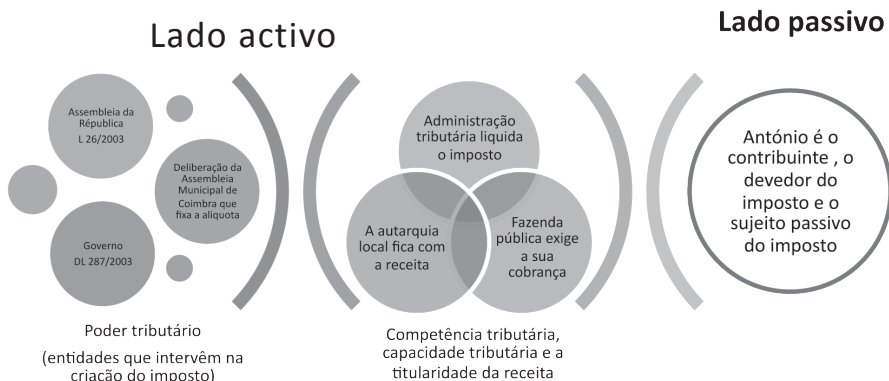 Lado activo
Lado passivo
Assembleia da
Républica
L 26/2003
Deliberação da
Assembleia
Municipal de
Coimbra que
fixa a aliquota
Governo
DL 287/2003
Poder tributário
(entidades que intervêm na
criação do imposto)
Administração
tributária liquida
o imposto
A autarquia
local fica com
a receita
Fazenda
pública exige
a sua
cobrança
Competência tributária,
capacidade tributária e a
titularidade da receita
António é o
contribuinte , o
devedor do
imposto e o
sujeito passivo
do imposto